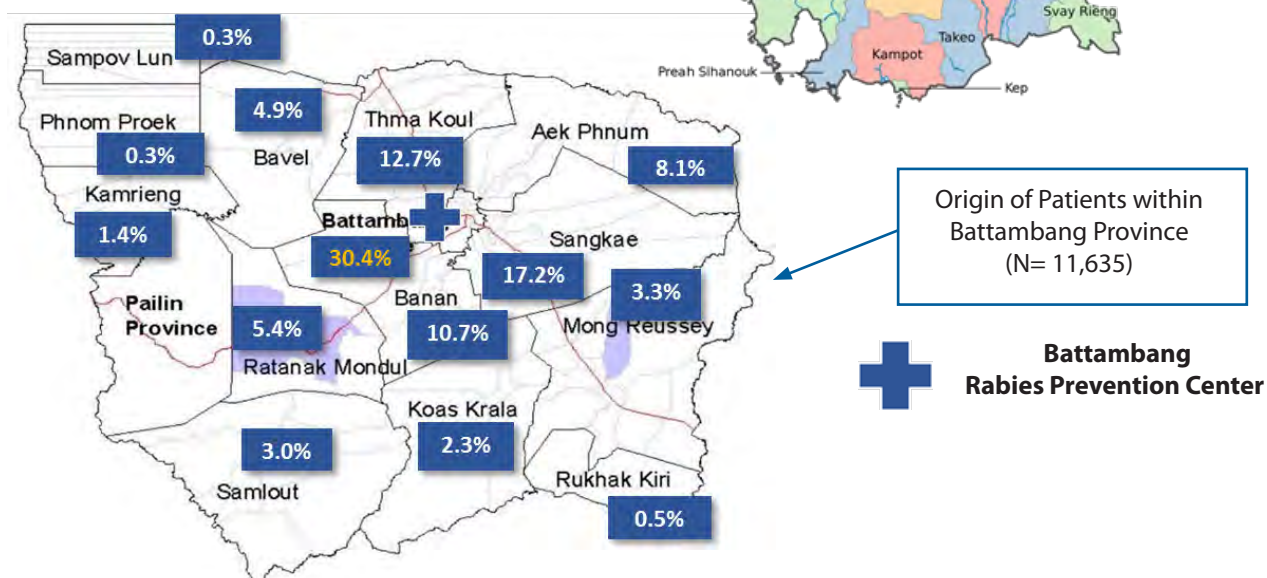 Svay Rieng
Takeo
Kampot
Preah Sihanouk
Kep
0.3%
Sampov Lun
4.9%
Thma Koul
Phnom Proek
Aek Phnum
12.7%
0.3%
Bavel
8.1%
Kamrieng
Origin of Patients within
Battambang Province
(N= 11,635)
1.4%
Battamb
Sangkae
30.4%
17.2%
3.3%
Banan
Pailin
Province
5.4%
10.7%
Mong Reussey
Ratanak Mondul
Battambang
Rabies Prevention Center
Koas Krala
3.0%
2.3%
Rukhak Kiri
Samlout
0.5%